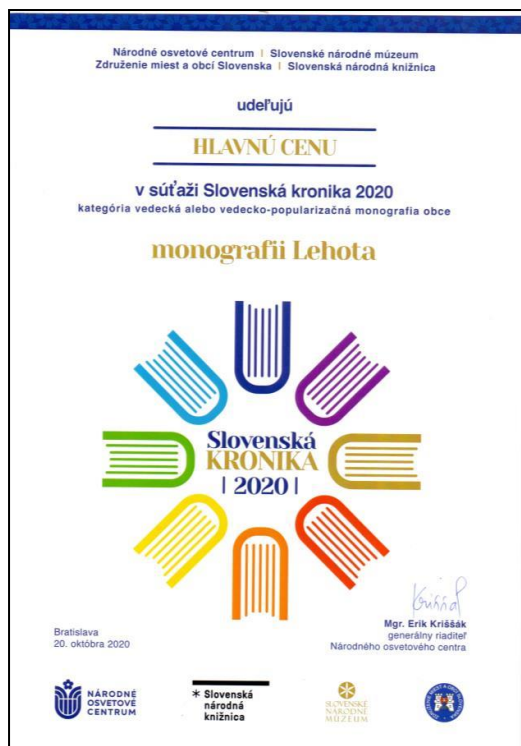 Národné osvetové centrum | Slovenské národné múzeum
Združenie miest a obcí Slovenska | Slovenská národná knižnica
udeľujú
HLAVNÚ CENU
v súťaži Slovenská kronika 2020
kategória vedecká alebo vedecko-popularizačná monografia obce
monografii Lehota
Slovenská
KRONIKA
| 2020 |
Bratislava
20. októbra 2020
Mgr. Erik Kriššák
generálny riaditeľ
Národného osvetového centra
NÁRODNÉ
OSVETOVÉ
CENTRUM
* Slovenská
národná
knižnica
SLOVENSKÉ
NÁRODNÉ
MÚZEUM